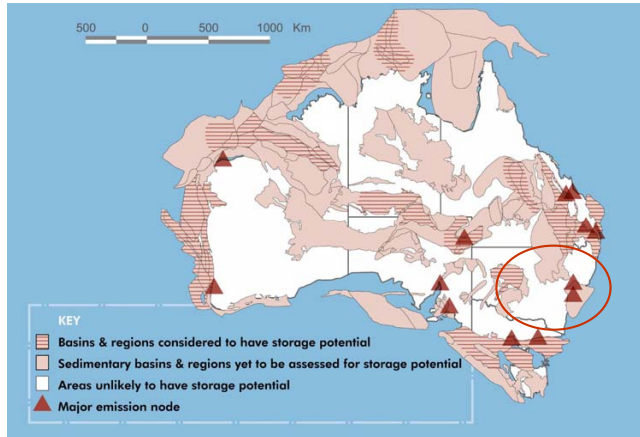 500 0 500 1000 Km
KEY
Basins & regions considered to have storage potential
Sedimentary basins & regions yet to be assessed for storage potential
Areas unlikely to have storage potential
Major emission node